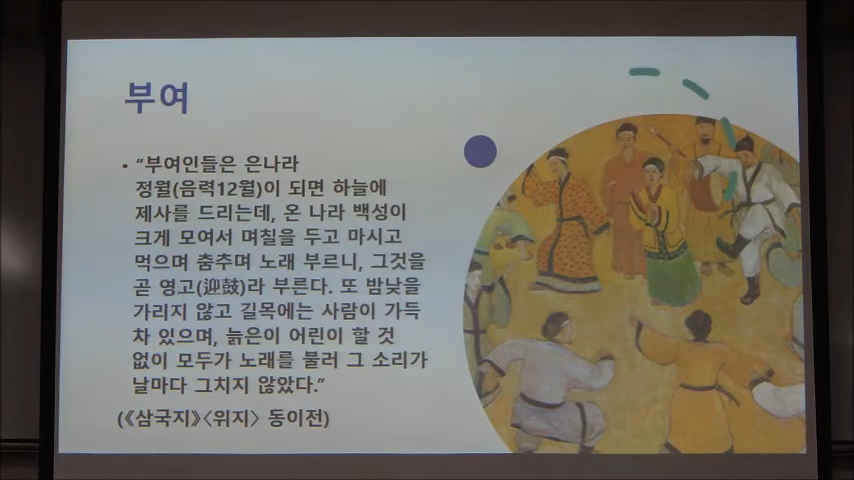 부여
• “부여인들은 은나라
정월(음력12월)이 되면 하늘에
제사를 드리는데, 온 나라 백성이
크게 모여서 며칠을 두고 마시고
먹으며 춤추며 노래 부르니, 그것을
곧 영고(迎鼓)라 부른다. 또 밤낮을
가리지 않고 길목에는 사람이 가득
차 있으며, 늙은이 어린이 할 것
없이 모두가 노래를 불러 그 소리가
날마다 그치지 않았다.”
(《삼국지》〈위지〉 동이전)